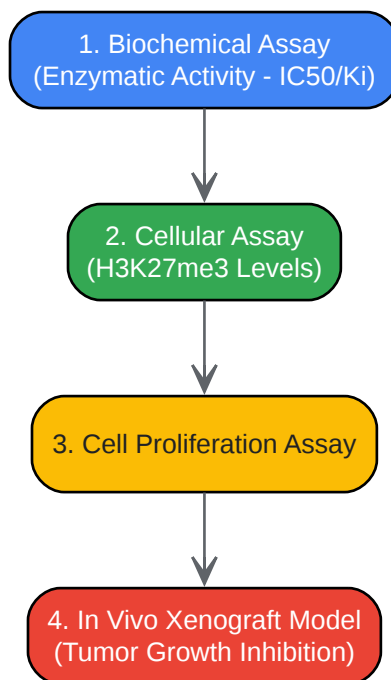 1. Biochemical Assay
(Enzymatic Activity - IC50/Ki)
2. Cellular Assay
(H3K27me3 Levels)
3. Cell Proliferation Assay
4. In Vivo Xenograft Model
(Tumor Growth Inhibition)